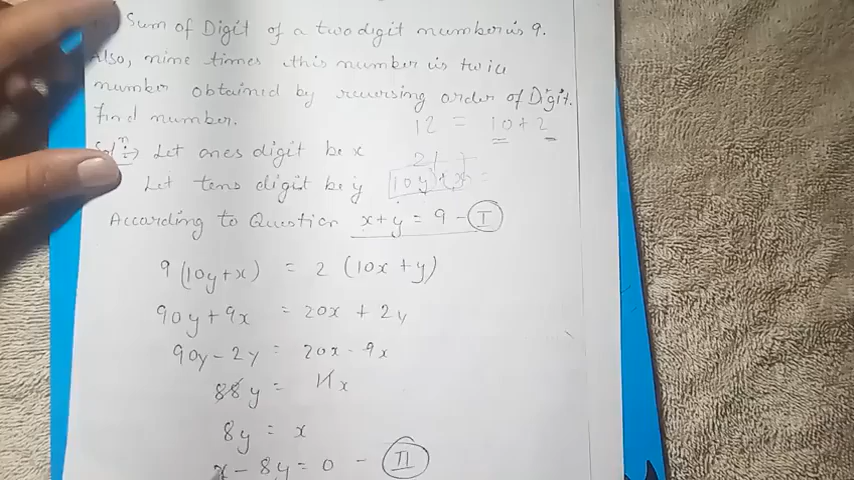 Sum of Digit of a two digit number is 9.
Also, nine times this number is twice
number obtained by reversing order of Digit.
Find number.
12 = 10+2
Solⁿ:→ Let ones digit be x
21
Let tens digit be y
10y + x =
According to Question x+y = 9 - I
9(10y+x) = 2 (10x+y)
90y + 9x = 20x + 2y
90y - 2y = 20x - 9x
88y = 11x
8y = x
x - 8y = 0 - II